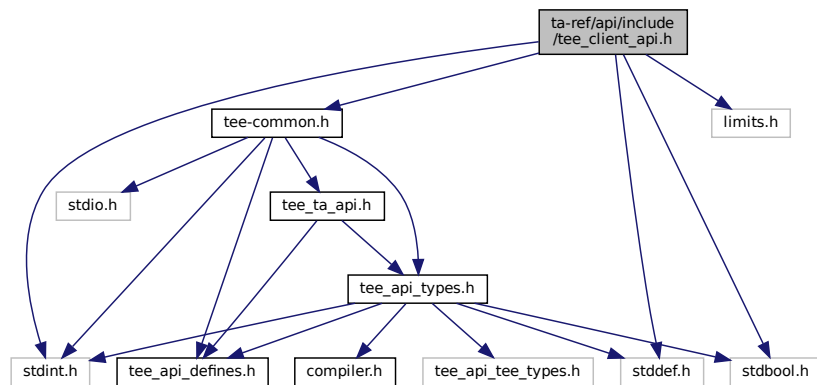 ta-ref/api/include
/tee_client_api.h
tee-common.h
limits.h
stdio.h
tee_ta_api.h
tee_api_types.h
stdint.h
tee_api_defines.h
compiler.h
tee_api_tee_types.h
stddef.h
stdbool.h